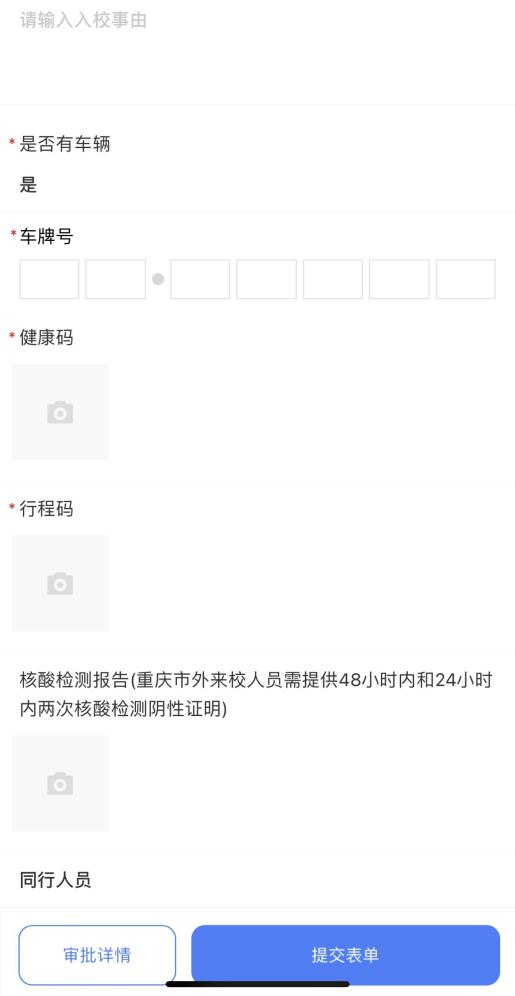 请输入入校事由
* 是否有车辆
是
* 车牌号
* 健康码
* 行程码
核酸检测报告(重庆市外来校人员需提供48小时内和24小时
内两次核酸检测阴性证明)
同行人员
审批详情
提交表单